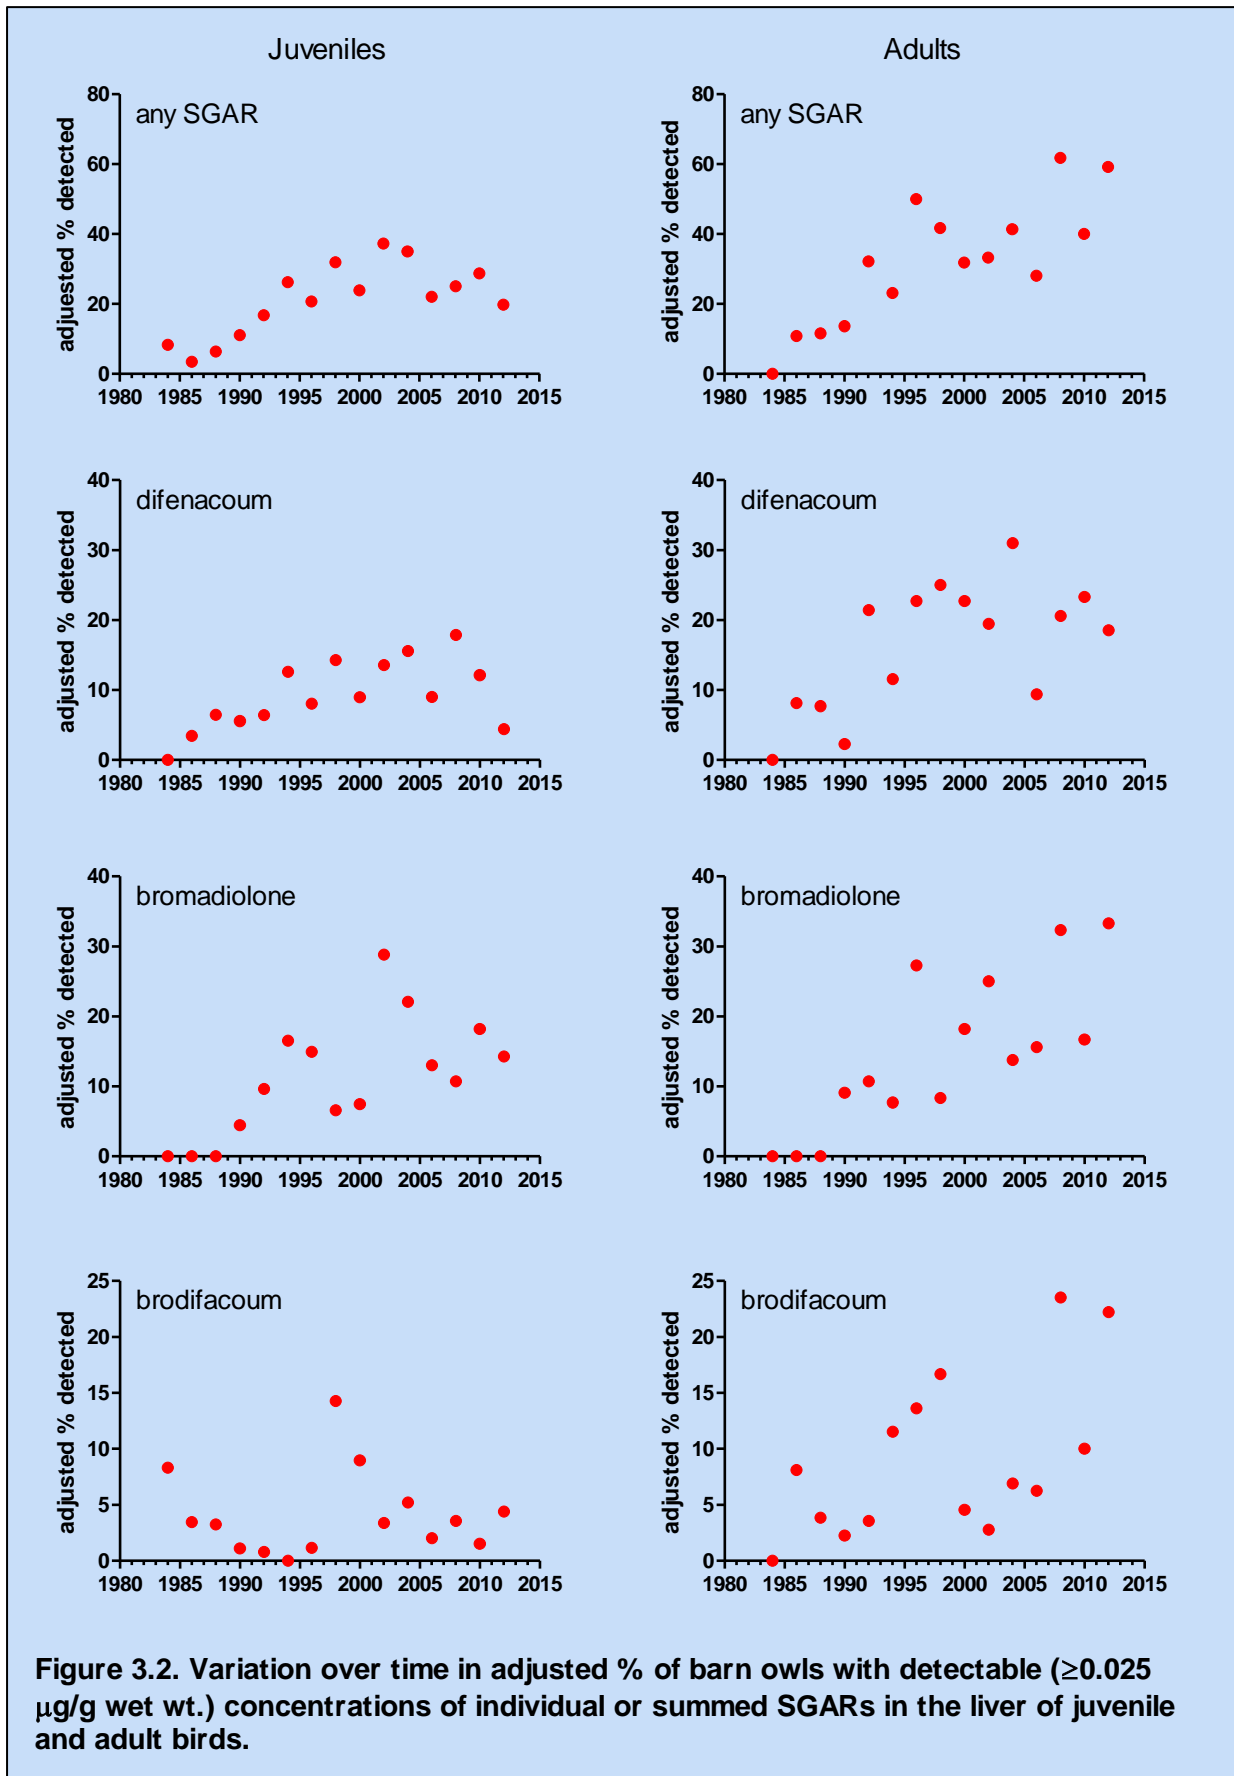 Juveniles
Adults
any SGAR
adjuested % detected
80
60
40
20
0
1980 1985 1990 1995 2000 2005 2010 2015
any SGAR
adjusted % detected
80
60
40
20
0
1980 1985 1990 1995 2000 2005 2010 2015
difenacoum
adjusted % detected
40
30
20
10
0
1980 1985 1990 1995 2000 2005 2010 2015
difenacoum
adjusted % detected
40
30
20
10
0
1980 1985 1990 1995 2000 2005 2010 2015
bromadiolone
adjusted % detected
40
30
20
10
0
1980 1985 1990 1995 2000 2005 2010 2015
bromadiolone
adjusted % detected
40
30
20
10
0
1980 1985 1990 1995 2000 2005 2010 2015
brodifacoum
adjusted % detected
25
20
15
10
5
0
1980 1985 1990 1995 2000 2005 2010 2015
brodifacoum
adjusted % detected
25
20
15
10
5
0
1980 1985 1990 1995 2000 2005 2010 2015
Figure 3.2. Variation over time in adjusted % of barn owls with detectable (≥0.025
µg/g wet wt.) concentrations of individual or summed SGARs in the liver of juvenile
and adult birds.